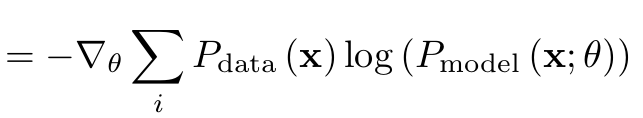 = −∇_θ ∑_i P_data (𝐱) log (P_model (𝐱; θ))